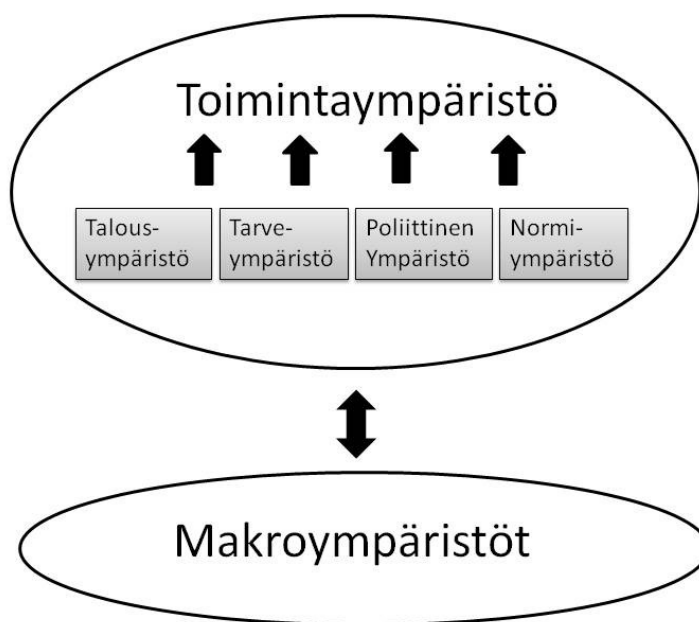 Toimintaympäristö
Talous-
ympäristö
Tarve-
ympäristö
Poliittinen
Ympäristö
Normi-
ympäristö
Makroympäristöt